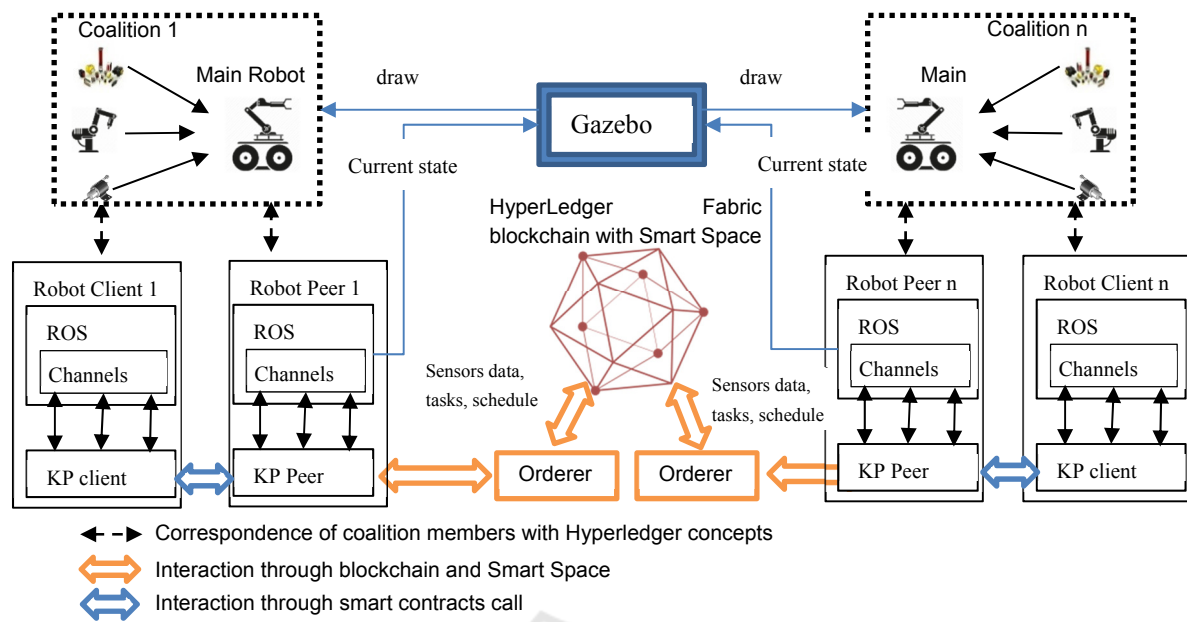 Coalition 1
Coalition n
Main Robot
draw
draw
Main
Gazebo
Current state
Current state
HyperLedger Fabric
blockchain with Smart Space
Robot Client 1
Robot Peer 1
Robot Peer n
Robot Client n
ROS
ROS
ROS
ROS
Channels
Channels
Channels
Channels
Sensors data,
tasks, schedule
Sensors data,
tasks, schedule
KP client
KP Peer
Orderer
Orderer
KP Peer
KP client
Correspondence of coalition members with Hyperledger concepts
Interaction through blockchain and Smart Space
Interaction through smart contracts call